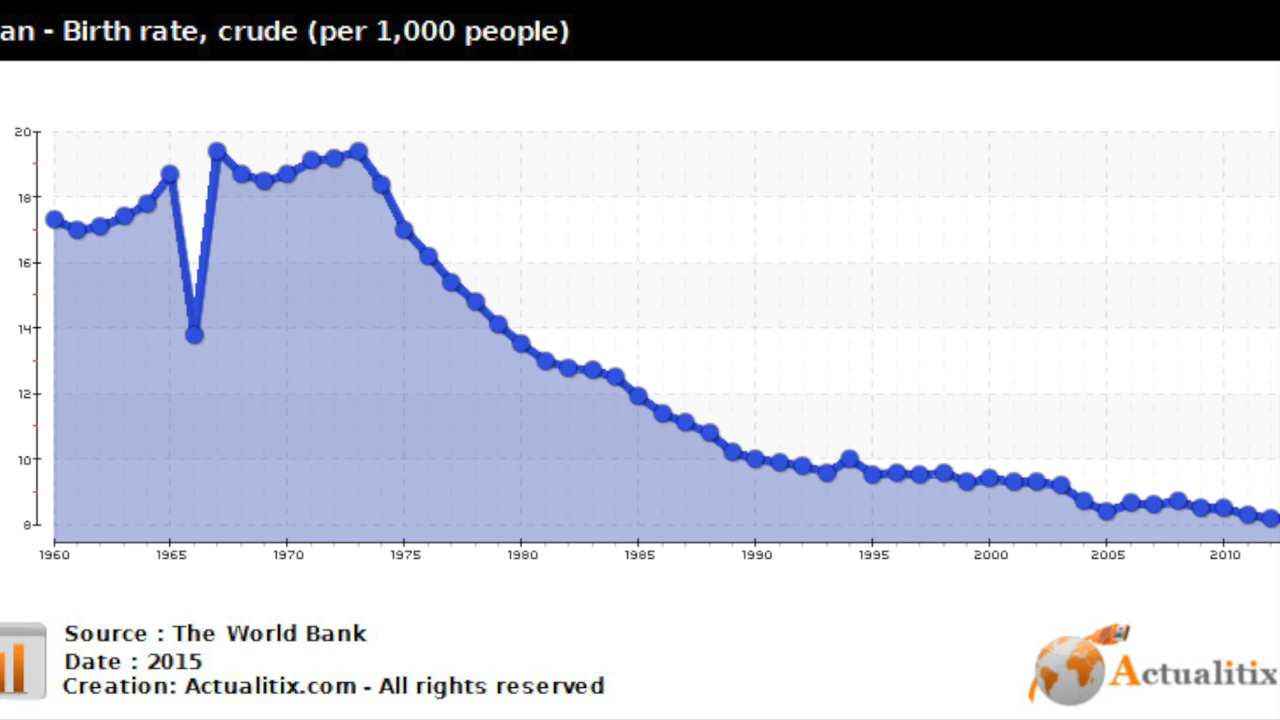 an - Birth rate, crude (per 1,000 people)
20
18
16
14
12
10
8
1960 1965 1970 1975 1980 1985 1990 1995 2000 2005 2010
Source : The World Bank
Date : 2015
Creation: Actualitix.com - All rights reserved
Actualitix